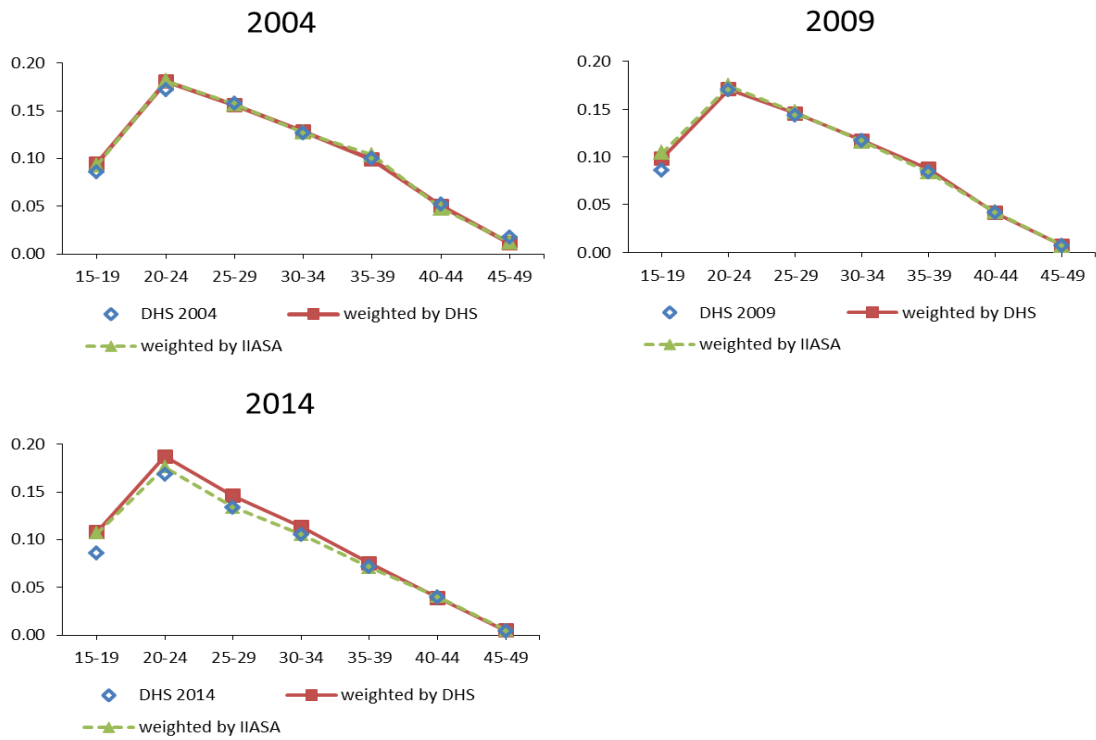 2004
0.20
0.15
0.10
0.05
0.00
15-19 20-24 25-29 30-34 35-39 40-44 45-49
DHS 2004 weighted by DHS
weighted by IIASA
2009
0.20
0.15
0.10
0.05
0.00
15-19 20-24 25-29 30-34 35-39 40-44 45-49
DHS 2009 weighted by DHS
weighted by IIASA
2014
0.20
0.15
0.10
0.05
0.00
15-19 20-24 25-29 30-34 35-39 40-44 45-49
DHS 2014 weighted by DHS
weighted by IIASA